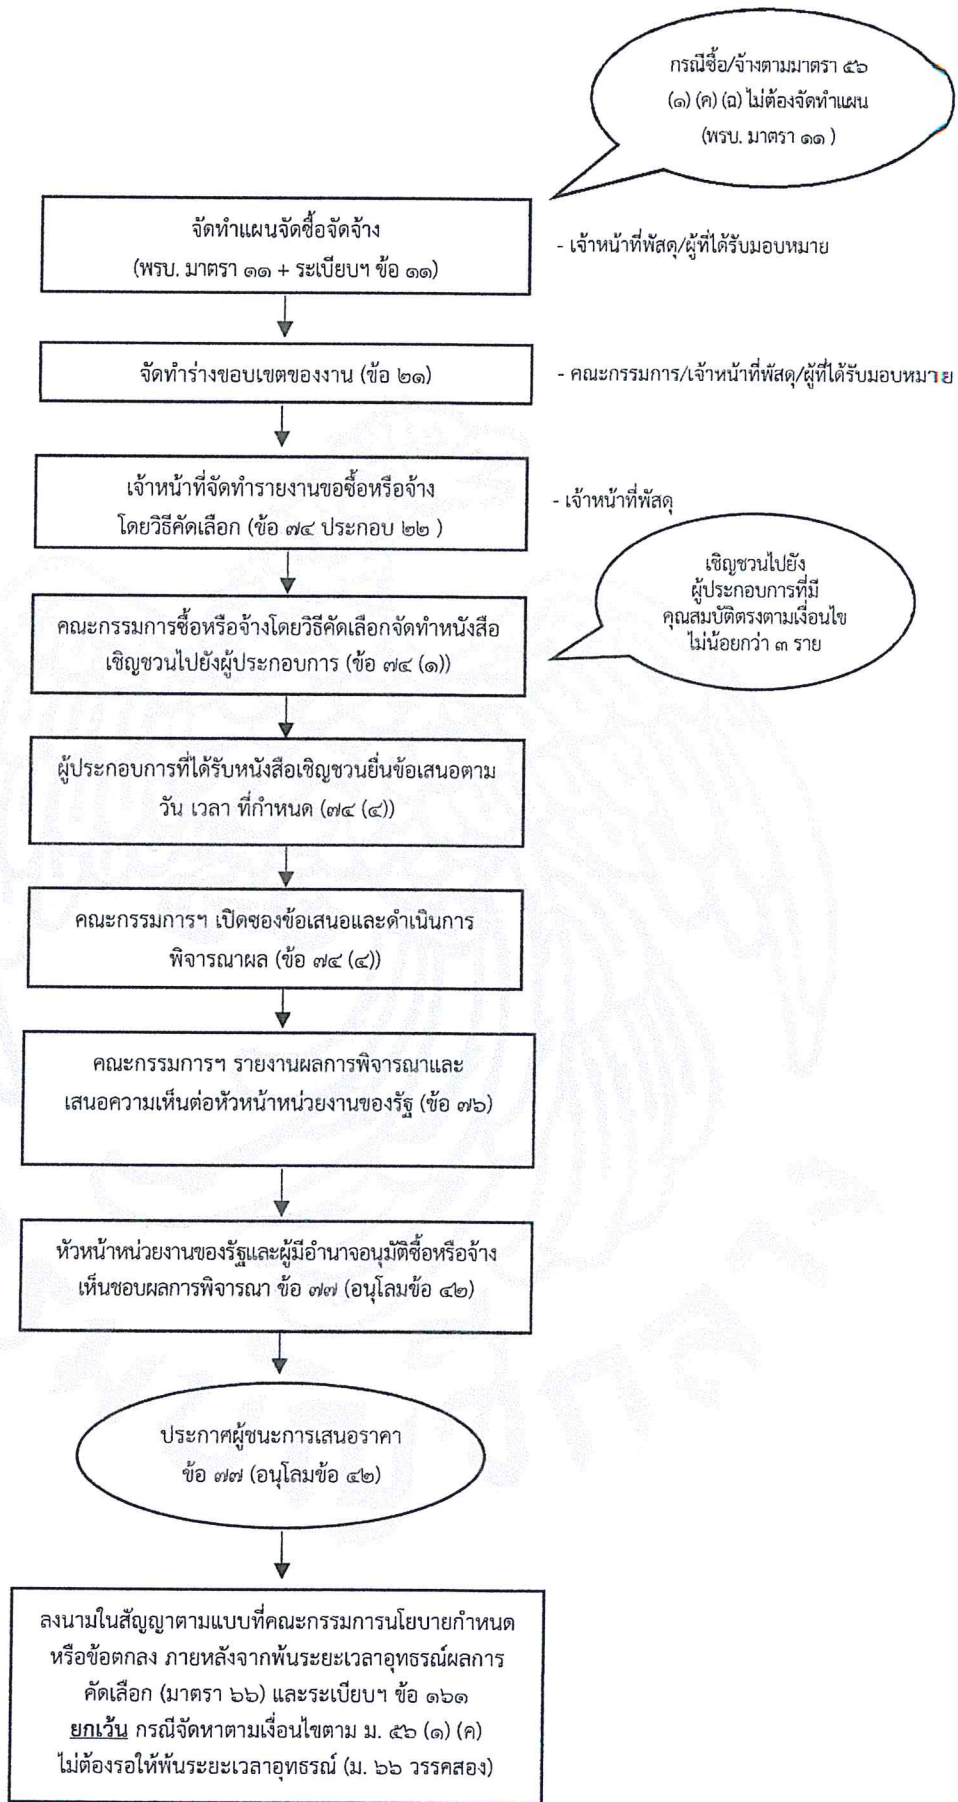 กรณีซื้อ/จ้างตามมาตรา ๕๖
(๑) (ค) (ฉ) ไม่ต้องจัดทำแผน
(พรบ. มาตรา ๑๑ )
จัดทำแผนจัดซื้อจัดจ้าง
(พรบ. มาตรา ๑๑ + ระเบียบฯ ข้อ ๑๑)
- เจ้าหน้าที่พัสดุ/ผู้ที่ได้รับมอบหมาย
จัดทำร่างขอบเขตของงาน (ข้อ ๒๑)
- คณะกรรมการ/เจ้าหน้าที่พัสดุ/ผู้ที่ได้รับมอบหมาย
เจ้าหน้าที่จัดทำรายงานขอซื้อหรือจ้าง
โดยวิธีคัดเลือก (ข้อ ๗๔ ประกอบ ๒๒ )
- เจ้าหน้าที่พัสดุ
เชิญชวนไปยัง
ผู้ประกอบการที่มี
คุณสมบัติตรงตามเงื่อนไข
ไม่น้อยกว่า ๓ ราย
คณะกรรมการซื้อหรือจ้างโดยวิธีคัดเลือกจัดทำหนังสือ
เชิญชวนไปยังผู้ประกอบการ (ข้อ ๗๔ (๑))
ผู้ประกอบการที่ได้รับหนังสือเชิญชวนยื่นข้อเสนอตาม
วัน เวลา ที่กำหนด (๗๔ (๔))
คณะกรรมการฯ เปิดซองข้อเสนอและดำเนินการ
พิจารณาผล (ข้อ ๗๔ (๔))
คณะกรรมการฯ รายงานผลการพิจารณาและ
เสนอความเห็นต่อหัวหน้าหน่วยงานของรัฐ (ข้อ ๗๖)
หัวหน้าหน่วยงานของรัฐและผู้มีอำนาจอนุมัติซื้อหรือจ้าง
เห็นชอบผลการพิจารณา ข้อ ๗๗ (อนุโลมข้อ ๔๒)
ประกาศผู้ชนะการเสนอราคา
ข้อ ๗๗ (อนุโลมข้อ ๔๒)
ลงนามในสัญญาตามแบบที่คณะกรรมการนโยบายกำหนด
หรือข้อตกลง ภายหลังจากพ้นระยะเวลาอุทธรณ์ผลการ
คัดเลือก (มาตรา ๖๖) และระเบียบฯ ข้อ ๑๖๑
ยกเว้น กรณีจัดหาตามเงื่อนไขตาม ม. ๕๖ (๑) (ค)
ไม่ต้องรอให้พ้นระยะเวลาอุทธรณ์ (ม. ๖๖ วรรคสอง)